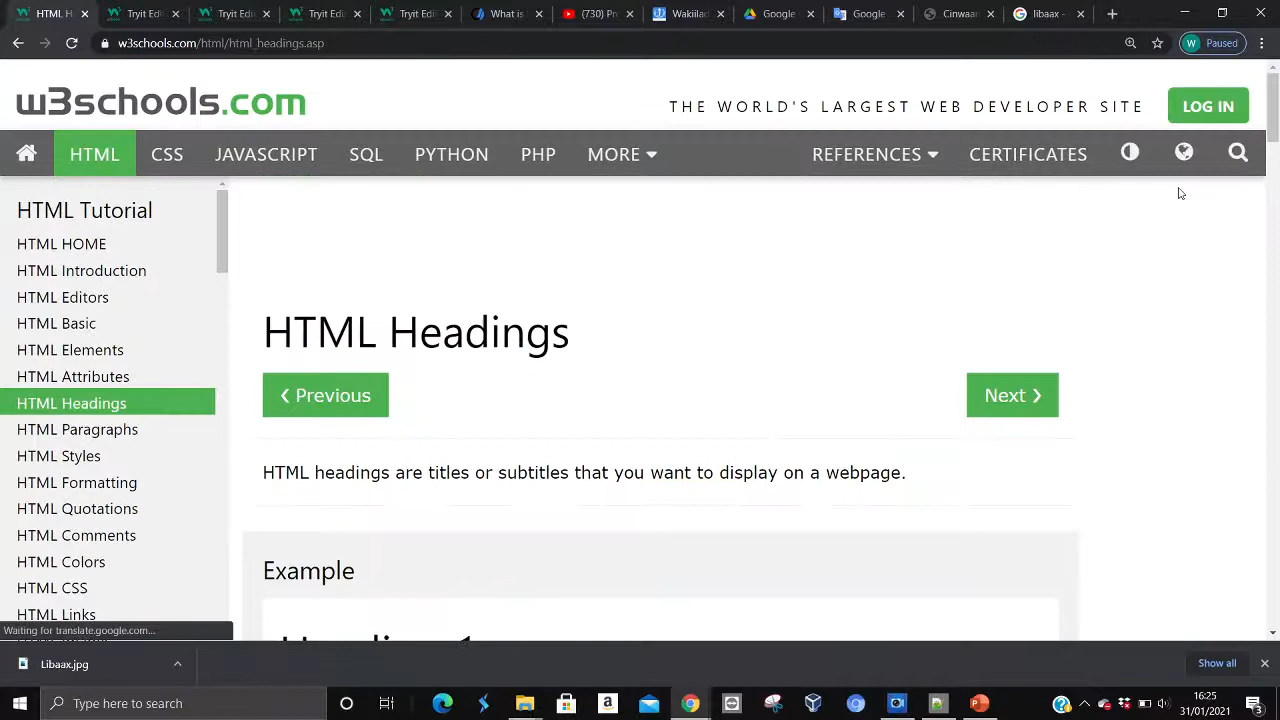 HTML H
Tryit Edi
Tryit Edi
Tryit Edi
Tryit Edi
What is
(730) Pr
Wakiilad
Google
Google
Cinwaan
libaax -
w3schools.com/html/html_headings.asp
W Paused
w3schools.com
THE WORLD'S LARGEST WEB DEVELOPER SITE
LOG IN
HTML CSS JAVASCRIPT SQL PYTHON PHP MORE REFERENCES CERTIFICATES
HTML Tutorial
HTML HOME
HTML Introduction
HTML Editors
HTML Basic
HTML Elements
HTML Attributes
HTML Headings
HTML Paragraphs
HTML Styles
HTML Formatting
HTML Quotations
HTML Comments
HTML Colors
HTML CSS
HTML Links
HTML Headings
❮ Previous
Next ❯
HTML headings are titles or subtitles that you want to display on a webpage.
Example
Heading 1
Waiting for translate.google.com...
Libaax.jpg
Show all
Type here to search
16:25
31/01/2021
3